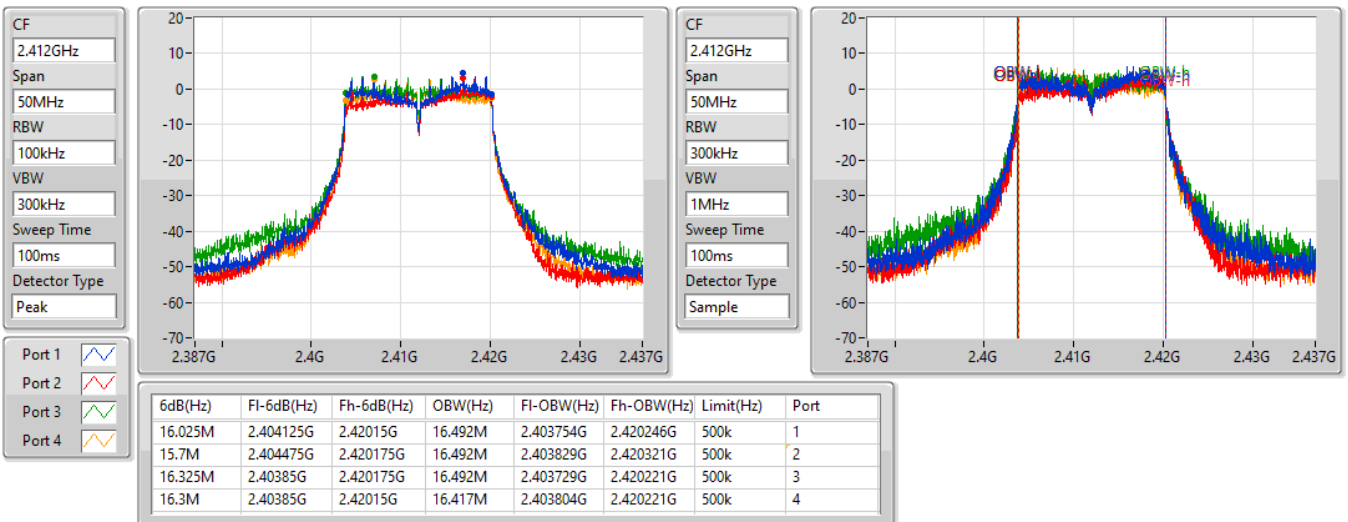 CF
2.412GHz
Span
50MHz
RBW
100kHz
VBW
300kHz
Sweep Time
100ms
Detector Type
Peak
20
10
0
-10
-20
-30
-40
-50
-60
-70
2.387G 2.4G 2.41G 2.42G 2.43G 2.437G
CF
2.412GHz
Span
50MHz
RBW
300kHz
VBW
1MHz
Sweep Time
100ms
Detector Type
Sample
20
10
0
-10
-20
-30
-40
-50
-60
-70
2.387G 2.4G 2.41G 2.42G 2.43G 2.437G
Port 1
Port 2
Port 3
Port 4
6dB(Hz) Fl-6dB(Hz) Fh-6dB(Hz) OBW(Hz) Fl-OBW(Hz) Fh-OBW(Hz) Limit(Hz) Port
16.025M 2.404125G 2.42015G 16.492M 2.403754G 2.420246G 500k 1
15.7M 2.404475G 2.420175G 16.492M 2.403829G 2.420321G 500k 2
16.325M 2.40385G 2.420175G 16.492M 2.403729G 2.420221G 500k 3
16.3M 2.40385G 2.42015G 16.417M 2.403804G 2.420221G 500k 4